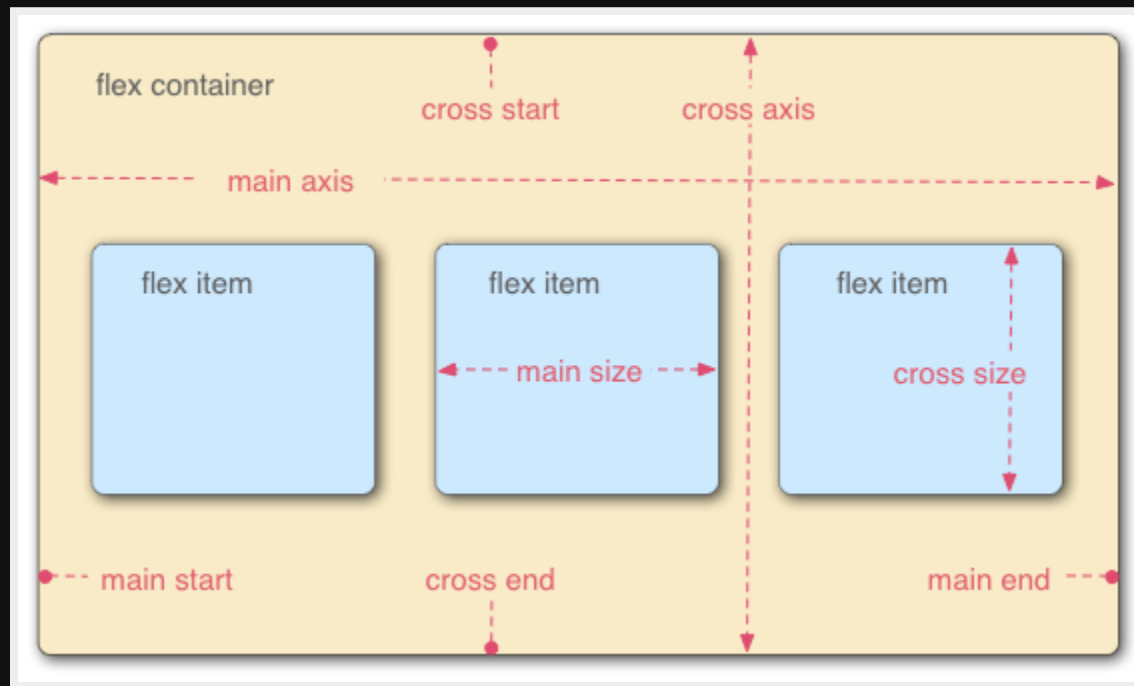 flex container
cross start
cross axis
main axis
flex item
flex item
flex item
main size
cross size
main start
cross end
main end